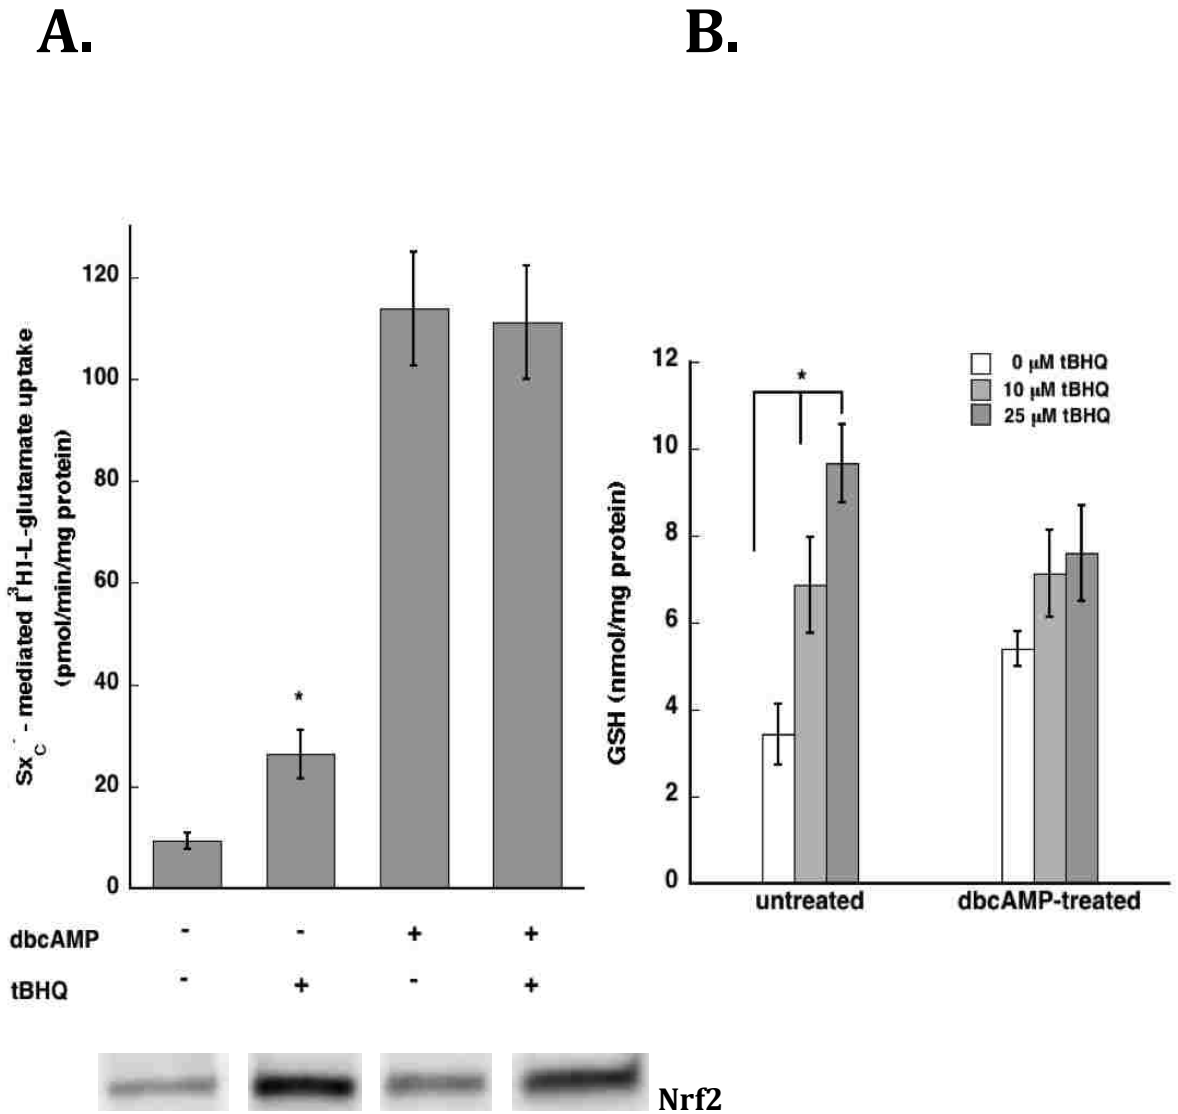 A.
B.
Sx_C^- - mediated [^3H]-L-glutamate uptake
(pmol/min/mg protein)
120
100
80
60
40
20
0
*
dbcAMP - - + +
tBHQ - + - +
Nrf2
GSH (nmol/mg protein)
12
10
8
6
4
2
0
*
0 µM tBHQ
10 µM tBHQ
25 µM tBHQ
untreated dbcAMP-treated